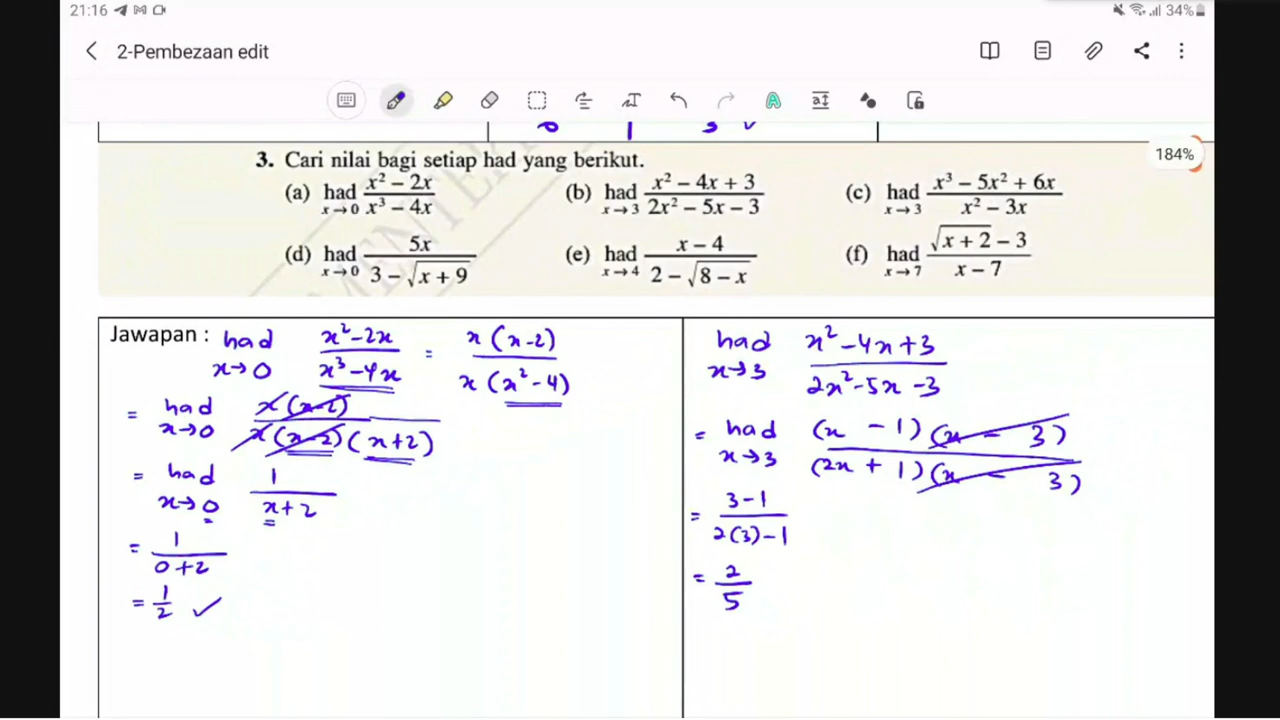 21:16 34%
2-Pembezaan edit
184%
3. Cari nilai bagi setiap had yang berikut.
(a) had x→0 (x² − 2x)/(x³ − 4x) (b) had x→3 (x² − 4x + 3)/(2x² − 5x − 3) (c) had x→3 (x³ − 5x² + 6x)/(x² − 3x)
(d) had x→0 5x/(3 − √(x + 9)) (e) had x→4 (x − 4)/(2 − √(8 − x)) (f) had x→7 (√(x + 2) − 3)/(x − 7)
Jawapan : had x→0 (x²−2x)/(x³−4x) = x(x−2)/x(x²−4)
= had x→0 x(x−2)/x(x−2)(x+2)
= had x→0 1/(x+2)
= 1/(0+2)
= 1/2 ✓
had x→3 (x²−4x+3)/(2x²−5x−3)
= had x→3 (x − 1)(x − 3)/(2x + 1)(x − 3)
= (3−1)/(2(3)−1)
= 2/5